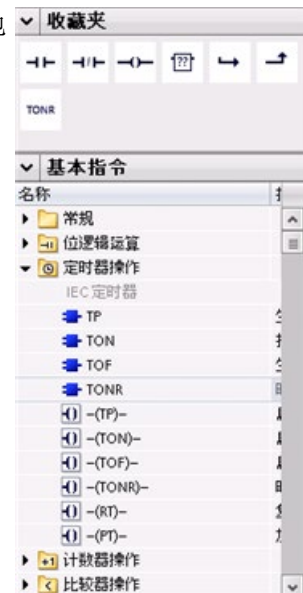 收藏夹
??
TONR
基本指令
名称
常规
位逻辑运算
定时器操作
IEC 定时器
TP
TON
TOF
TONR
–(TP)–
–(TON)–
–(TOF)–
–(TONR)–
–(RT)–
–(PT)–
计数器操作
比较器操作